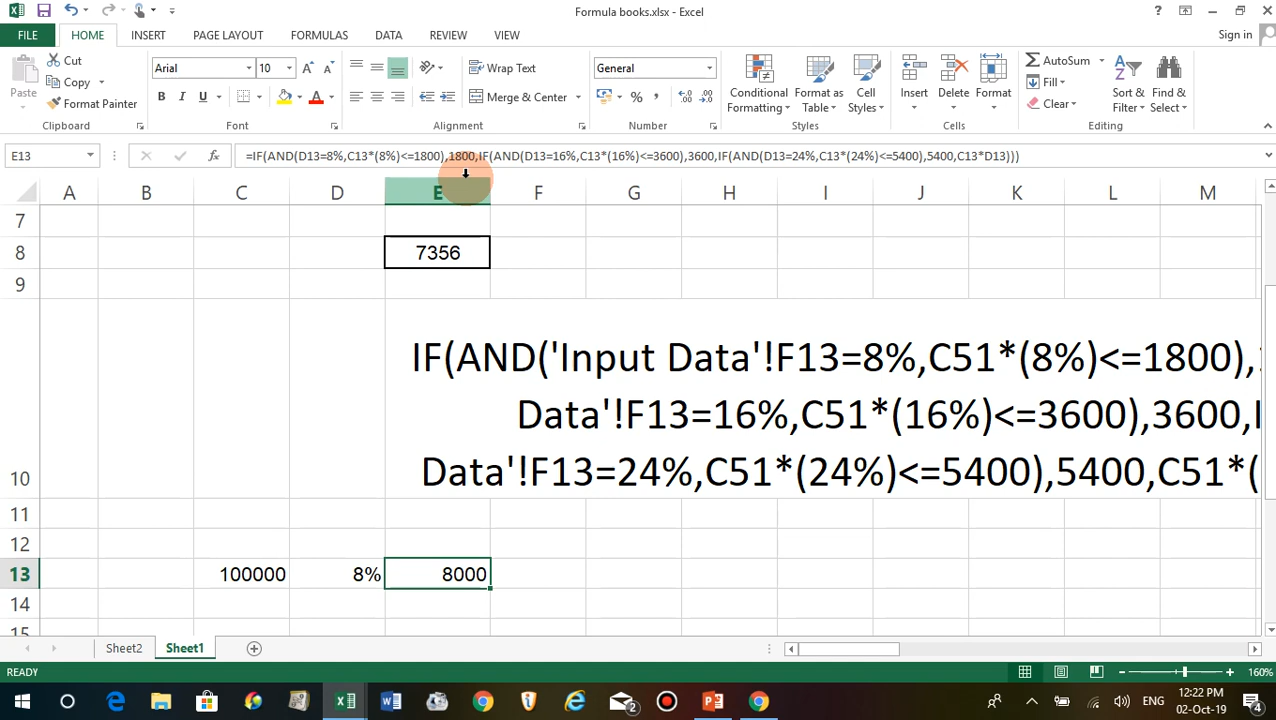 Formula books.xlsx - Excel
?
FILE HOME INSERT PAGE LAYOUT FORMULAS DATA REVIEW VIEW Sign in
Paste Cut Copy Format Painter
Arial 10
B I U A
Wrap Text
Merge & Center
General
% ,
Conditional Formatting Format as Table Cell Styles
Insert Delete Format
AutoSum Fill Clear
Sort & Filter Find & Select
Clipboard Font Alignment Number Styles Cells Editing
E13 fx =IF(AND(D13=8%,C13*(8%)<=1800),1800,IF(AND(D13=16%,C13*(16%)<=3600),3600,IF(AND(D13=24%,C13*(24%)<=5400),5400,C13*D13)))
A B C D E F G H I J K L M
7
8 7356
9
IF(AND('Input Data'!F13=8%,C51*(8%)<=1800),
Data'!F13=16%,C51*(16%)<=3600),3600,I
10 Data'!F13=24%,C51*(24%)<=5400),5400,C51*(
11
12
13 100000 8% 8000
14
15
Sheet2 Sheet1
READY 160%
2 ENG 12:22 PM
02-Oct-19 4